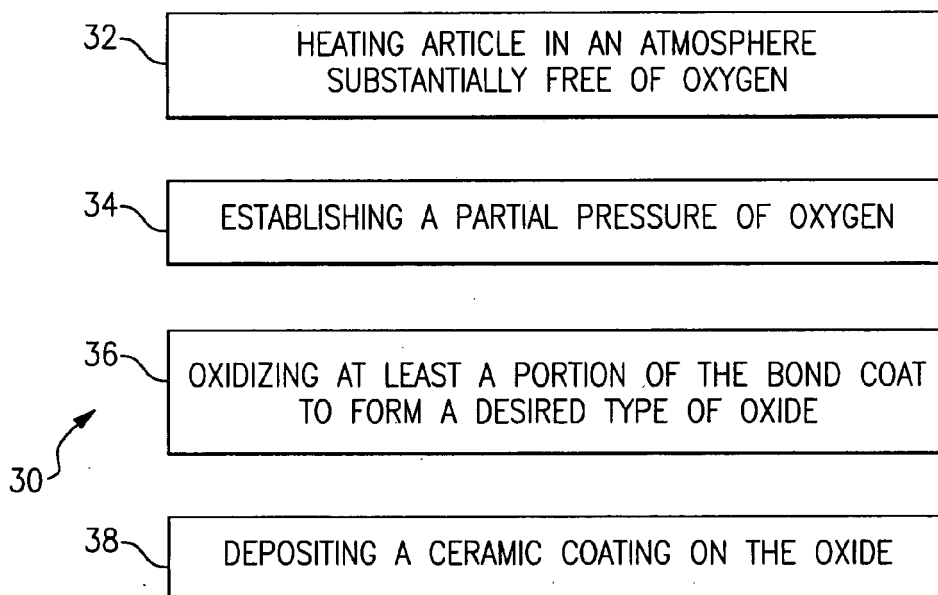 32
HEATING ARTICLE IN AN ATMOSPHERE
SUBSTANTIALLY FREE OF OXYGEN
34
ESTABLISHING A PARTIAL PRESSURE OF OXYGEN
36
OXIDIZING AT LEAST A PORTION OF THE BOND COAT
TO FORM A DESIRED TYPE OF OXIDE
30
38
DEPOSITING A CERAMIC COATING ON THE OXIDE